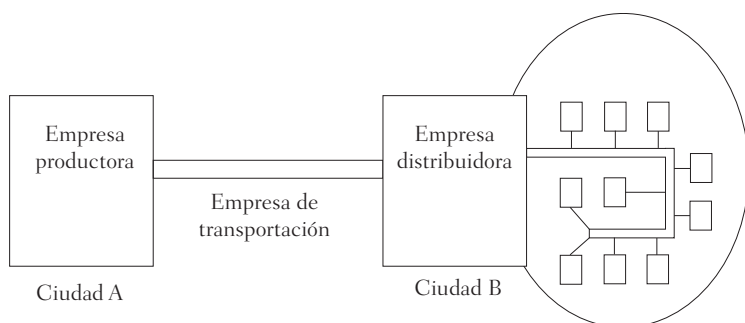 Empresa
productora
Empresa
distribuidora
Empresa de
transportación
Ciudad A
Ciudad B